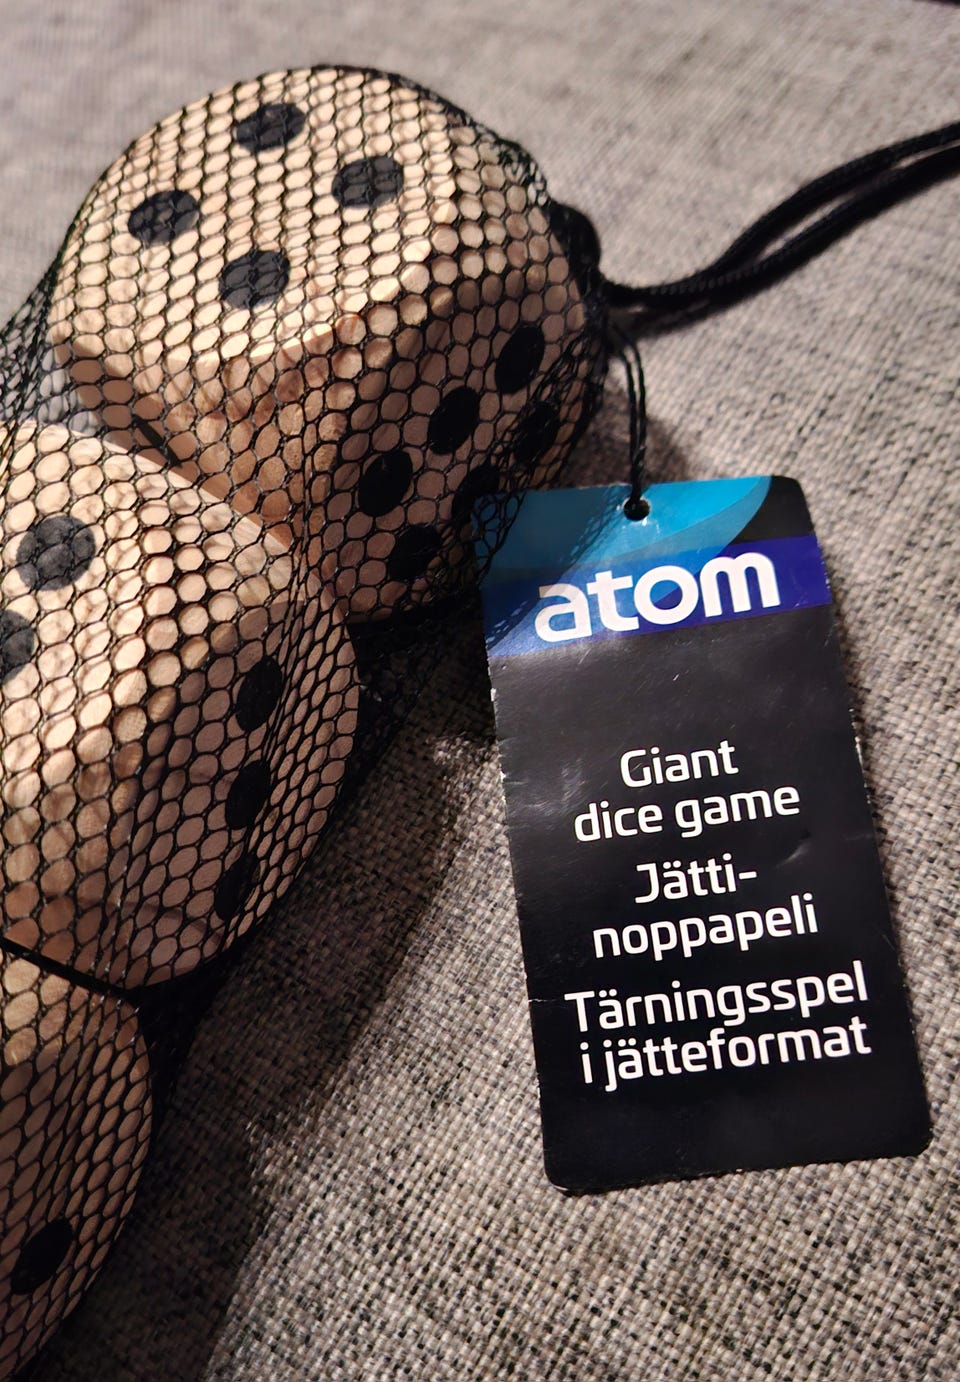 atom
Giant
dice game
Jätti-
noppapeli
Tärningsspel
i jätteformat